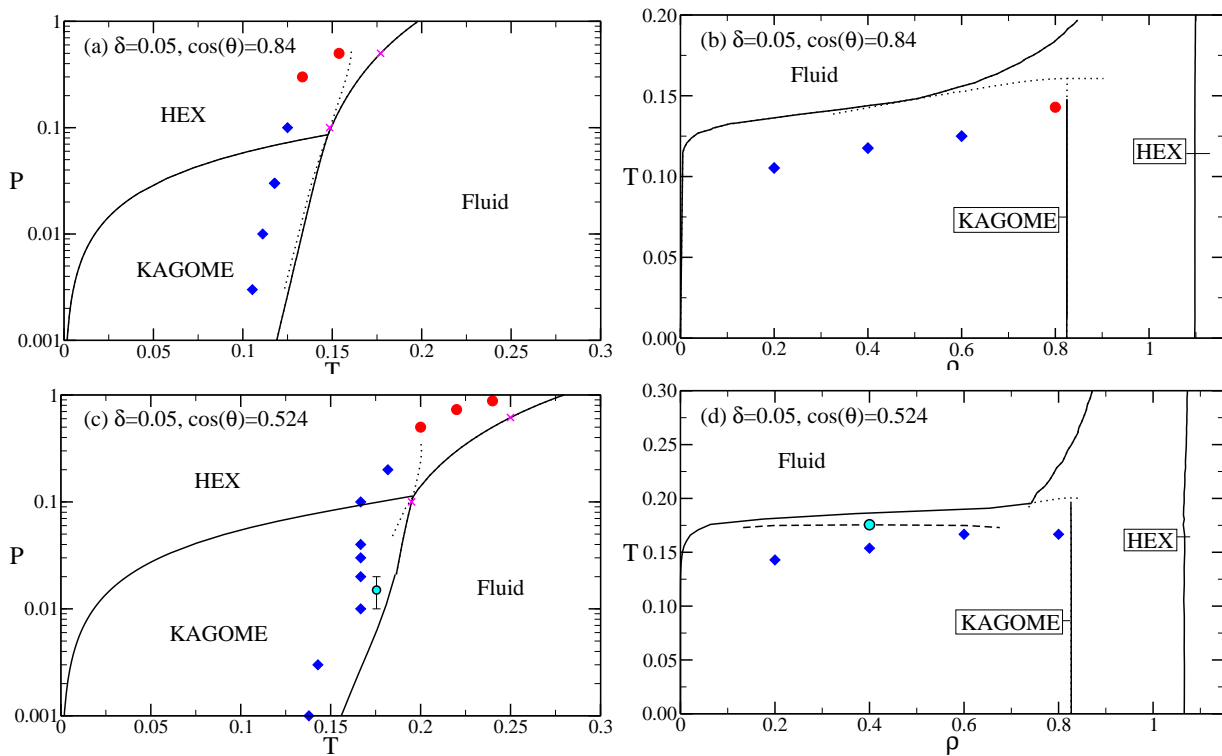 1
(a) δ=0.05, cos(θ)=0.84
HEX
0.1
P
Fluid
0.01
KAGOME
0.001
0 0.05 0.1 0.15 0.2 0.25 0.3
T
0.20
(b) δ=0.05, cos(θ)=0.84
Fluid
0.15
HEX
T
0.10
KAGOME
0.05
0.00
0 0.2 0.4 0.6 0.8 1
ρ
1
(c) δ=0.05, cos(θ)=0.524
HEX
0.1
P
Fluid
0.01
KAGOME
0.001
0 0.05 0.1 0.15 0.2 0.25 0.3
T
0.30
(d) δ=0.05, cos(θ)=0.524
0.25
Fluid
0.20
T
0.15
HEX
0.10
KAGOME
0.05
0.00
0 0.2 0.4 0.6 0.8 1
ρ